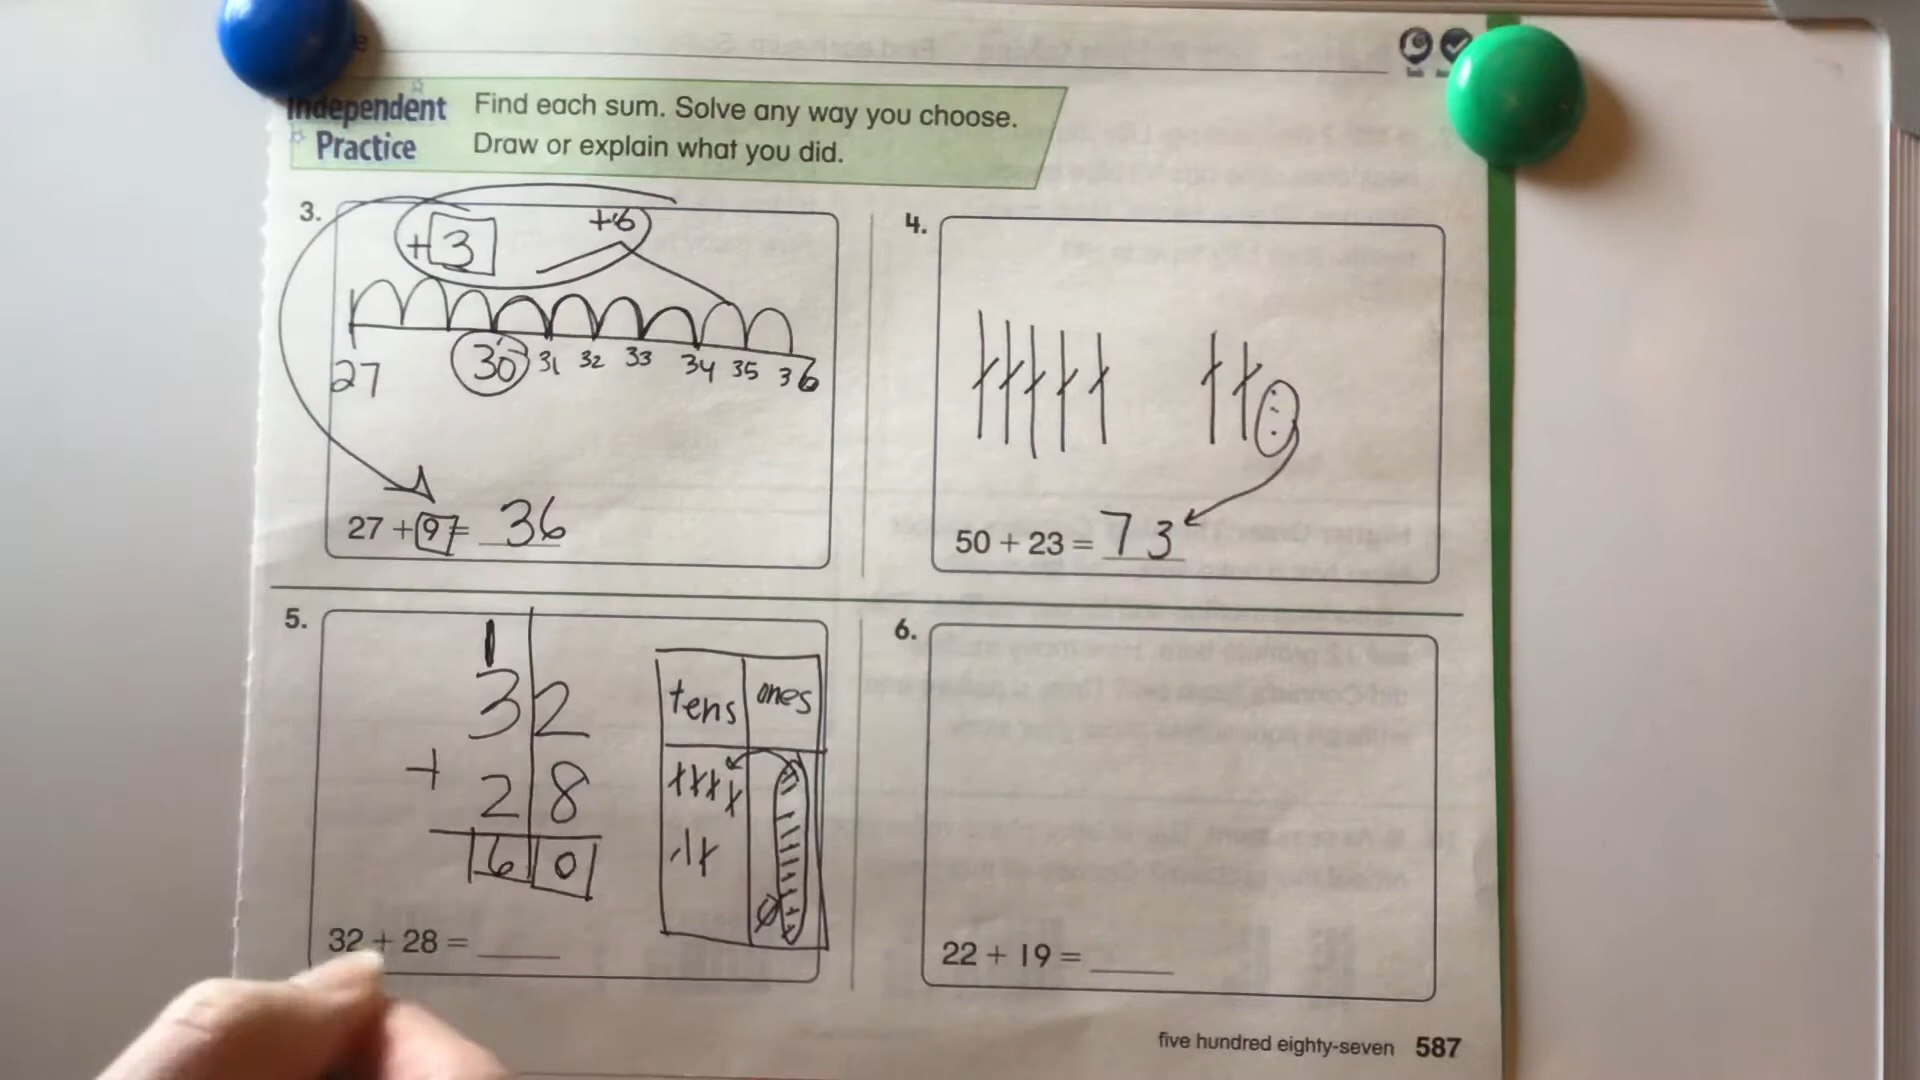 Independent Practice
Find each sum. Solve any way you choose.
Draw or explain what you did.
3.
+3 +6
27 30 31 32 33 34 35 36
27 + 9 = 36
4.
50 + 23 = 73
5.
1
32
+ 28
60
tens ones
32 + 28 =
6.
22 + 19 =
five hundred eighty-seven 587